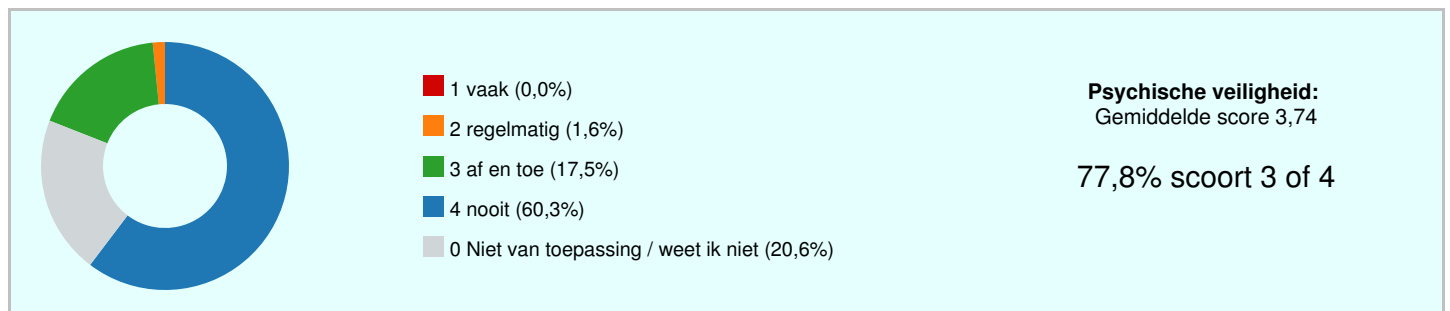 1 vaak (0,0%)
2 regelmatig (1,6%)
3 af en toe (17,5%)
4 nooit (60,3%)
0 Niet van toepassing / weet ik niet (20,6%)
Psychische veiligheid:
Gemiddelde score 3,74
77,8% scoort 3 of 4